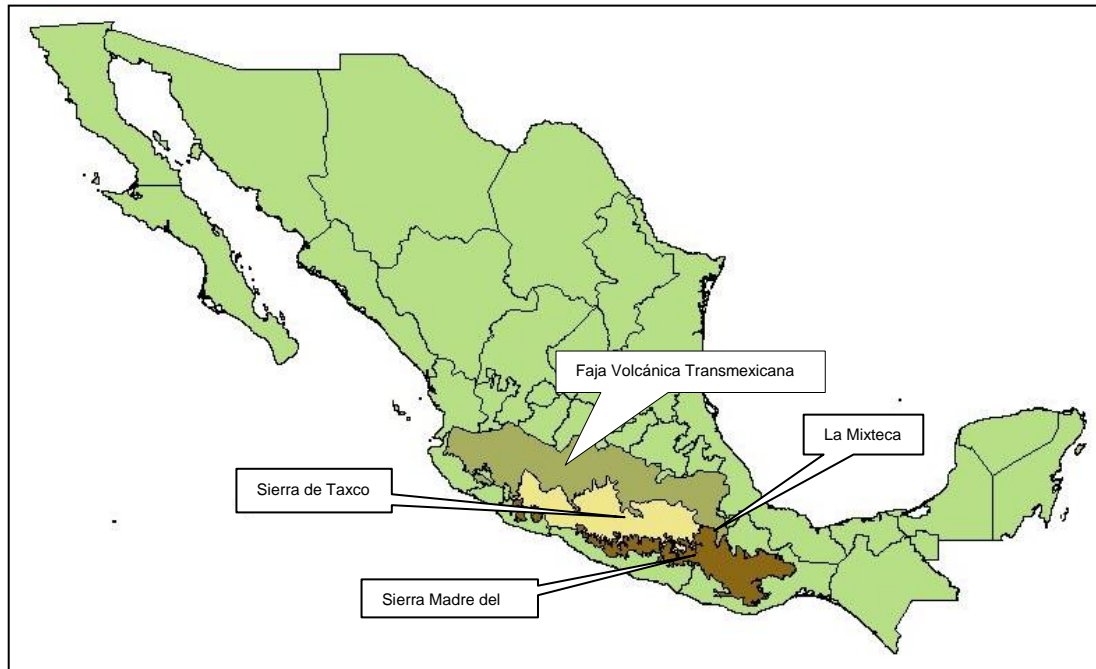 Faja Volcánica Transmexicana
La Mixteca
Sierra de Taxco
Sierra Madre del